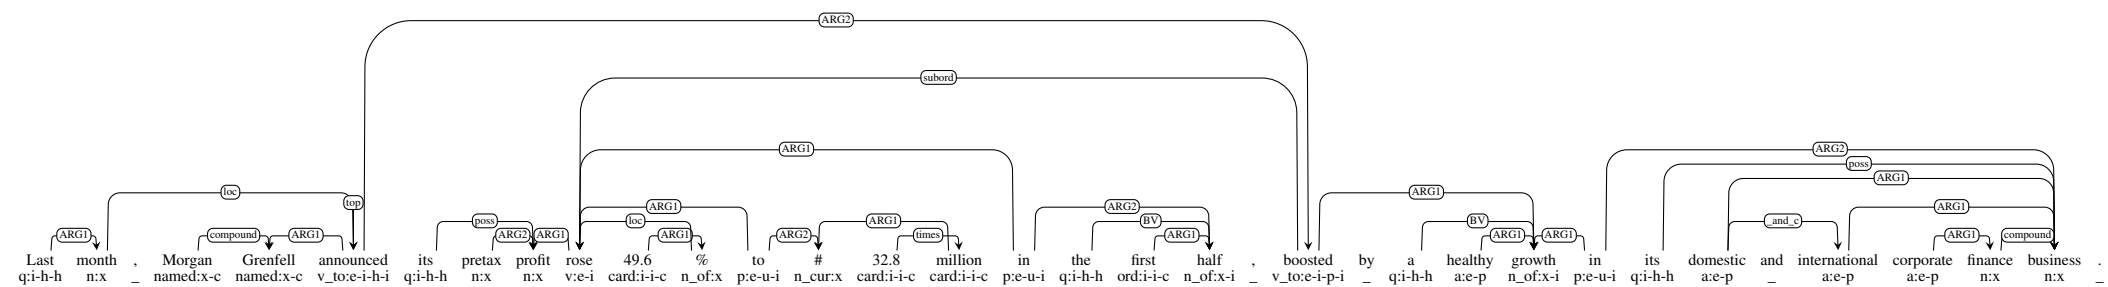 ARG2
subord
ARG1 ARG2
poss
ARG1
loc ARG1
top ARG1 ARG2 ARG1
poss loc ARG1 BV BV _and_c
ARG1 compound ARG1 ARG2 ARG1 ARG1 ARG2 times ARG1 ARG1 ARG1 ARG1 compound
Last month , Morgan Grenfell announced its pretax profit rose 49.6 % to # 32.8 million in the first half , boosted by a healthy growth in its domestic and international corporate finance business .
q:i-h-h n:x _ named:x-c named:x-c v_to:e-i-h-i q:i-h-h n:x n:x v:e-i card:i-i-c n_of:x p:e-u-i n_cur:x card:i-i-c card:i-i-c p:e-u-i q:i-h-h ord:i-i-c n_of:x-i _ v_to:e-i-p-i _ q:i-h-h a:e-p n_of:x-i p:e-u-i q:i-h-h a:e-p _ a:e-p a:e-p n:x n:x _